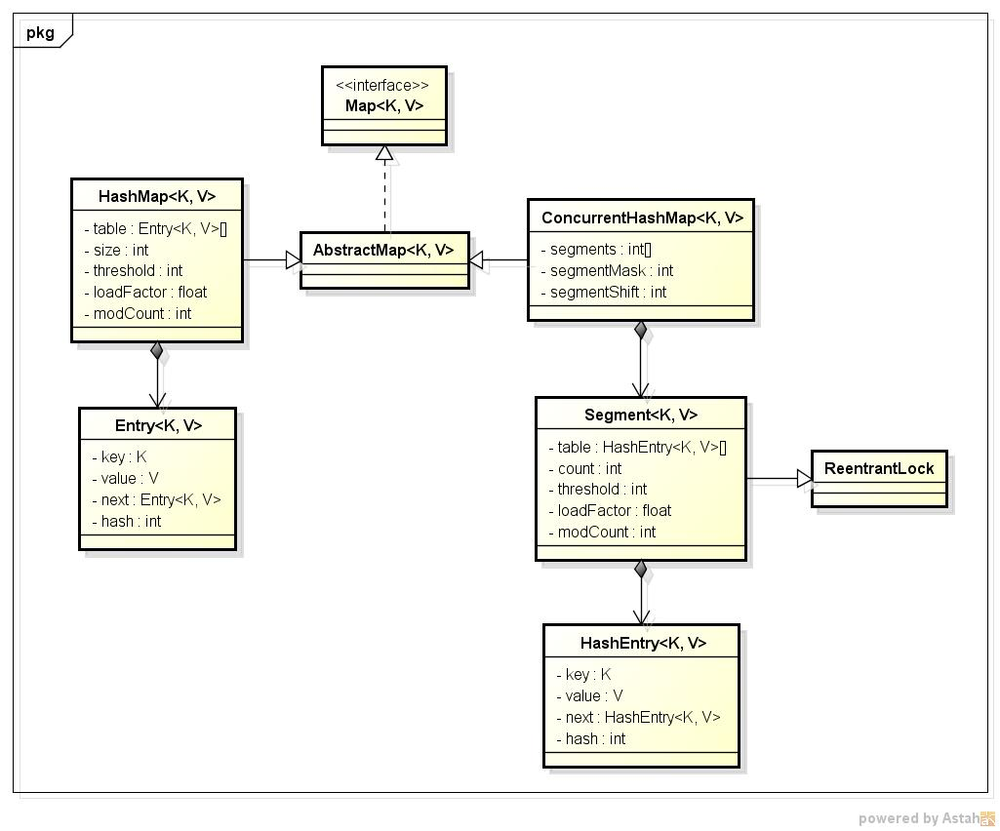 pkg
<<interface>>
Map<K, V>
HashMap<K, V>
- table : Entry<K, V>[]
- size : int
- threshold : int
- loadFactor : float
- modCount : int
AbstractMap<K, V>
ConcurrentHashMap<K, V>
- segments : int[]
- segmentMask : int
- segmentShift : int
Entry<K, V>
- key : K
- value : V
- next : Entry<K, V>
- hash : int
Segment<K, V>
- table : HashEntry<K, V>[]
- count : int
- threshold : int
- loadFactor : float
- modCount : int
ReentrantLock
HashEntry<K, V>
- key : K
- value : V
- next : HashEntry<K, V>
- hash : int
powered by Astah